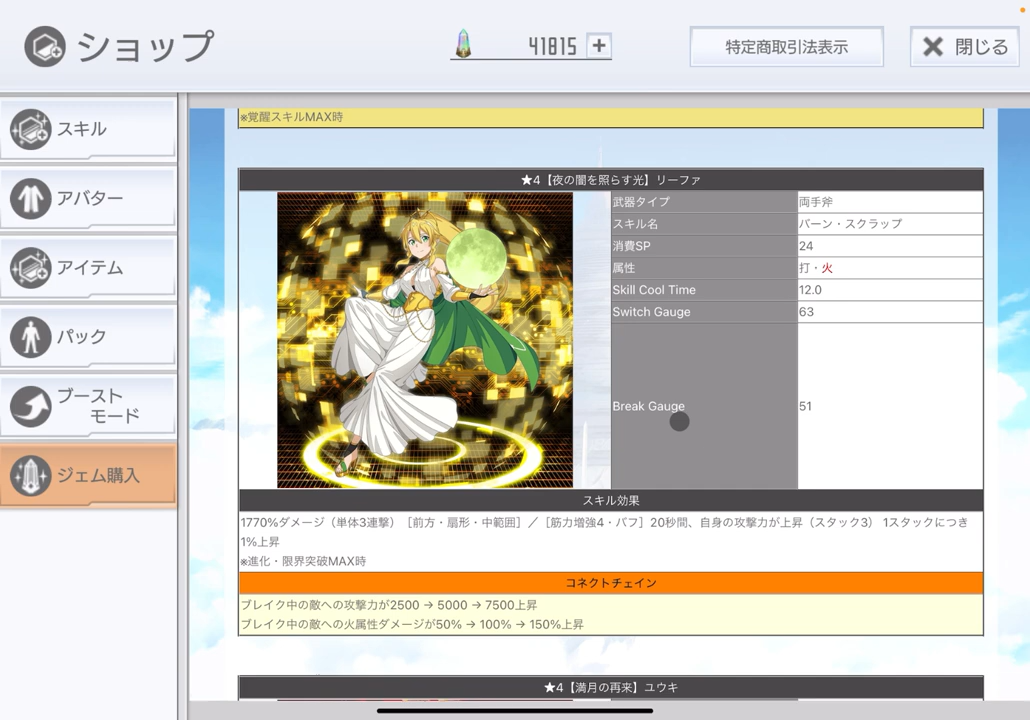 ショップ
41815
特定商取引法表示
閉じる
スキル
アバター
アイテム
パック
ブースト
モード
ジェム購入
※覚醒スキルMAX時
★4【夜の闇を照らす光】リーファ
武器タイプ 両手斧
スキル名 バーン・スクラップ
消費SP 24
属性 打・火
Skill Cool Time 12.0
Switch Gauge 63
Break Gauge 51
スキル効果
1770%ダメージ（単体3連撃）［前方・扇形・中範囲］／［筋力増強4・バフ］20秒間、自身の攻撃力が上昇（スタック3） 1スタックにつき
1%上昇
※進化・限界突破MAX時
コネクトチェイン
ブレイク中の敵への攻撃力が2500 → 5000 → 7500上昇
ブレイク中の敵への火属性ダメージが50% → 100% → 150%上昇
★4【満月の再来】ユウキ